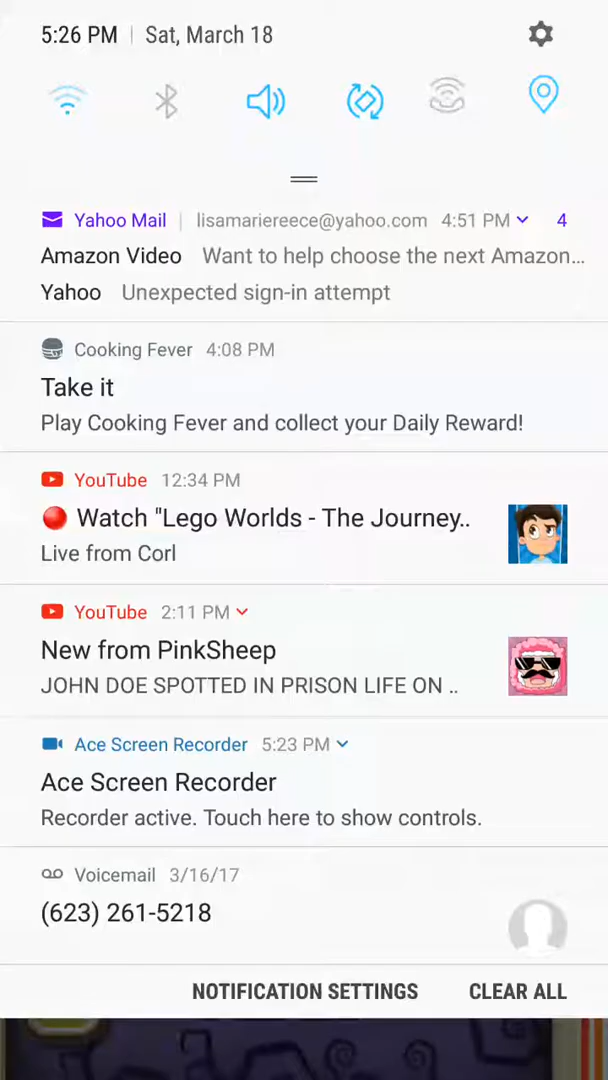 5:26 PM | Sat, March 18
Yahoo Mail | lisamariereece@yahoo.com 4:51 PM 4
Amazon Video Want to help choose the next Amazon...
Yahoo Unexpected sign-in attempt
Cooking Fever 4:08 PM
Take it
Play Cooking Fever and collect your Daily Reward!
YouTube 12:34 PM
🔴 Watch "Lego Worlds - The Journey..
Live from Corl
YouTube 2:11 PM
New from PinkSheep
JOHN DOE SPOTTED IN PRISON LIFE ON ..
Ace Screen Recorder 5:23 PM
Ace Screen Recorder
Recorder active. Touch here to show controls.
Voicemail 3/16/17
(623) 261-5218
NOTIFICATION SETTINGS CLEAR ALL